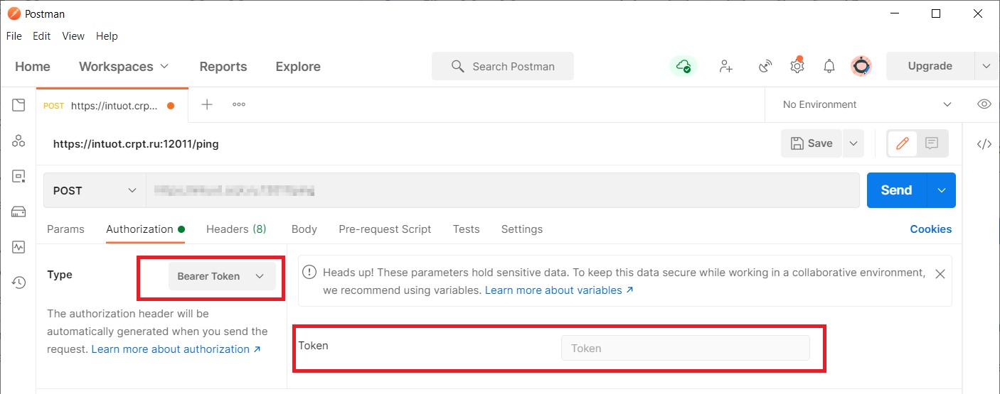 Postman
File Edit View Help
Home Workspaces Reports Explore Search Postman Upgrade
POST https://intuot.crp... No Environment
https://intuot.crpt.ru:12011/ping Save
POST Send
Params Authorization Headers (8) Body Pre-request Script Tests Settings Cookies
Type Bearer Token
The authorization header will be
automatically generated when you send the
request. Learn more about authorization ↗
Heads up! These parameters hold sensitive data. To keep this data secure while working in a collaborative environment,
we recommend using variables. Learn more about variables ↗
Token Token